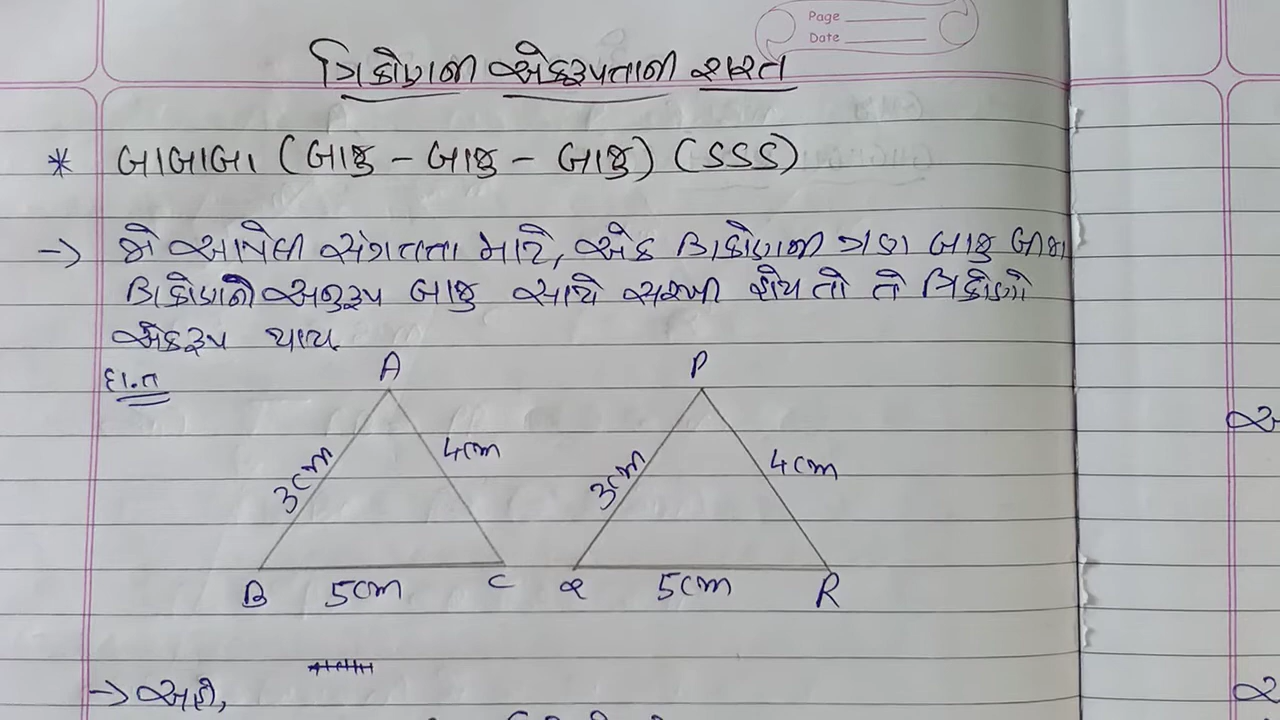 Page
Date
ત્રિકોણની એકરૂપતાની શરત
* બાબાબા (બાજુ - બાજુ - બાજુ) (SSS)
→ જો આપેલી સંગતતા માટે, એક ત્રિકોણની ત્રણ બાજુ બીજા
ત્રિકોણની અનુરૂપ બાજુ સાથે સરખી હોય તો તે ત્રિકોણો
એકરૂપ થાય
દા.ત
A P
3cm 4cm 3cm 4cm
B 5cm C Q 5cm R
→ અહી,